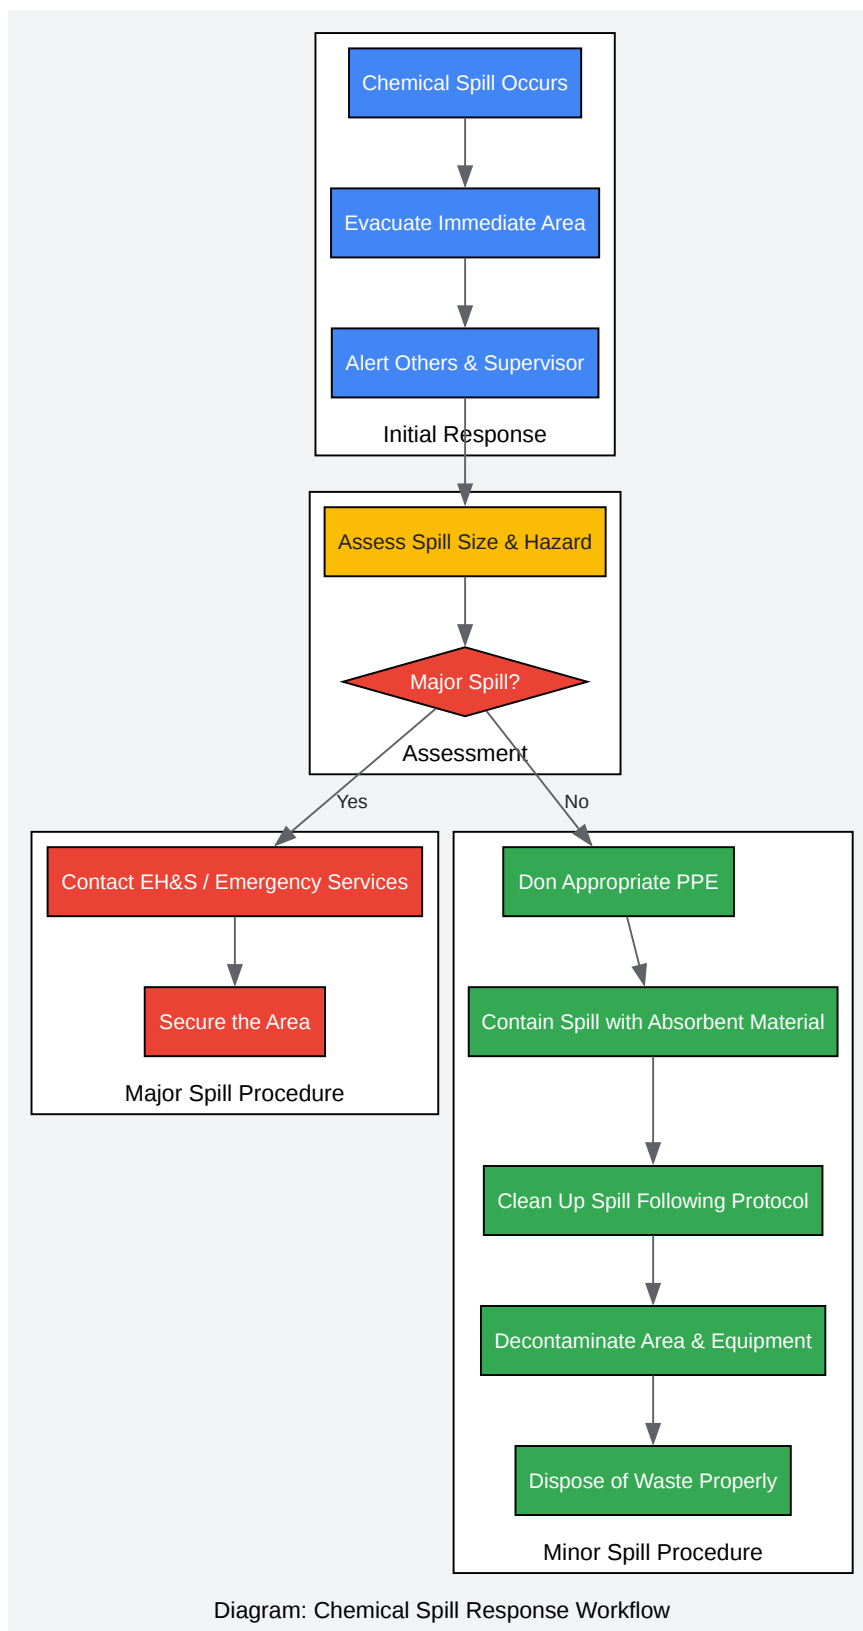 Chemical Spill Occurs
Evacuate Immediate Area
Alert Others & Supervisor
Initial Response
Assess Spill Size & Hazard
Major Spill?
Assessment
Yes
No
Contact EH&S / Emergency Services
Secure the Area
Major Spill Procedure
Don Appropriate PPE
Contain Spill with Absorbent Material
Clean Up Spill Following Protocol
Decontaminate Area & Equipment
Dispose of Waste Properly
Minor Spill Procedure
Diagram: Chemical Spill Response Workflow